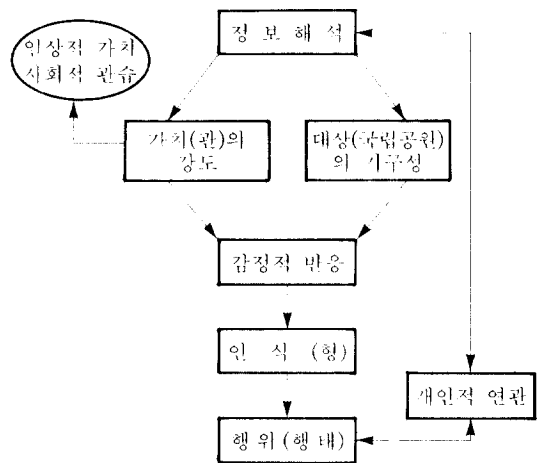 정 보 해 석
인상적 가치
사회적 관습
가치(관)의
강도
대상(국립공원)
의 기구성
감정적 반응
인 식 (형)
개인적 연관
행 위 (행 태)